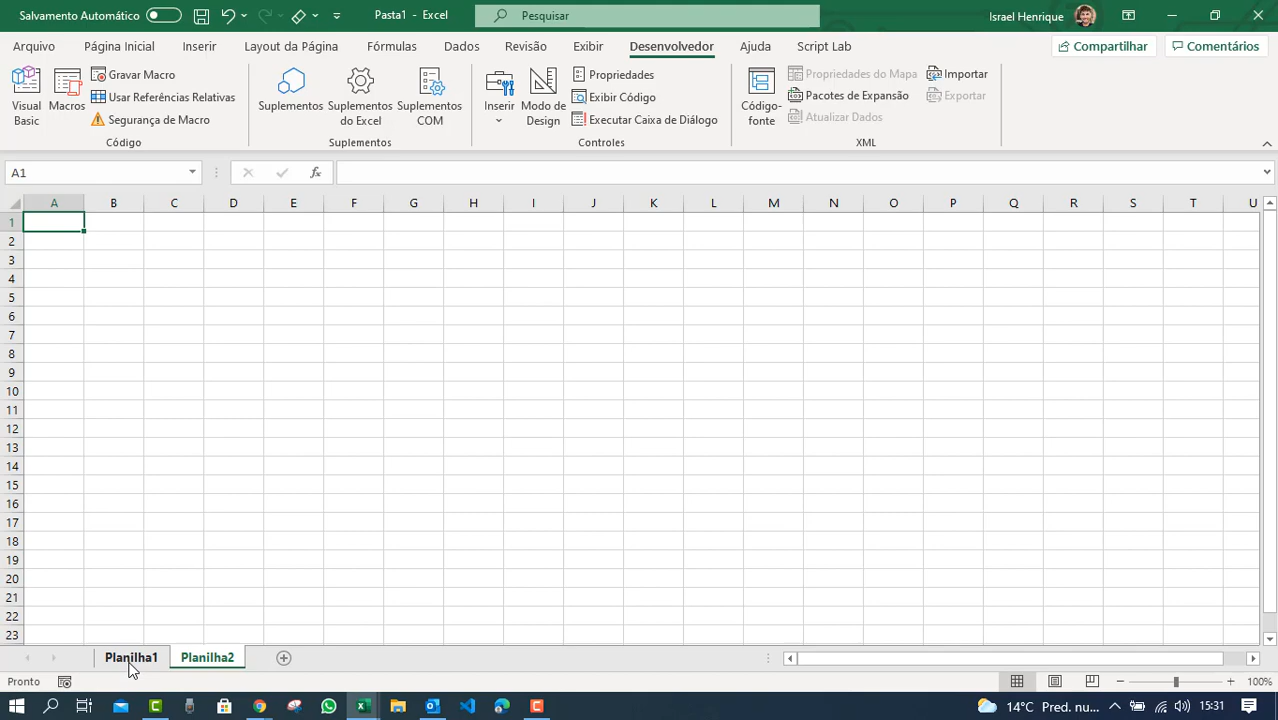 Salvamento Automático
Pasta1 - Excel
Pesquisar
Israel Henrique
Arquivo Página Inicial Inserir Layout da Página Fórmulas Dados Revisão Exibir Desenvolvedor Ajuda Script Lab
Compartilhar Comentários
Visual Basic
Macros
Gravar Macro
Usar Referências Relativas
Segurança de Macro
Código
Suplementos
Suplementos do Excel
Suplementos COM
Suplementos
Inserir
Modo de Design
Propriedades
Exibir Código
Executar Caixa de Diálogo
Controles
Código-fonte
Propriedades do Mapa
Pacotes de Expansão
Atualizar Dados
Importar
Exportar
XML
A1
fx
A B C D E F G H I J K L M N O P Q R S T U
1
2
3
4
5
6
7
8
9
10
11
12
13
14
15
16
17
18
19
20
21
22
23
Planilha1 Planilha2
Pronto
100%
14°C Pred. nu...
15:31